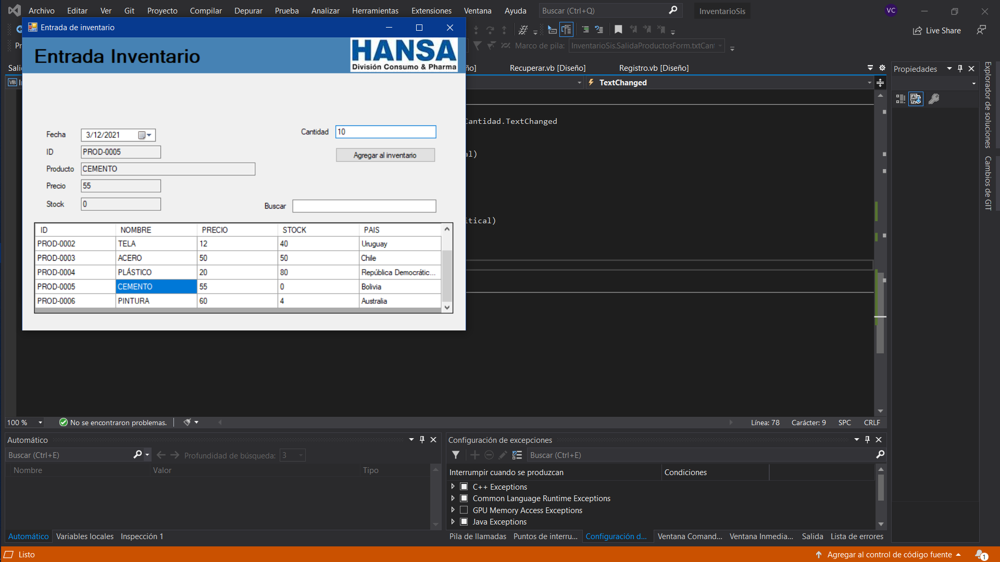 Archivo Editar Ver Git Proyecto Compilar Depurar Prueba Analizar Herramientas Extensiones Ventana Ayuda Buscar (Ctrl+Q) InventarioSis VC
Entrada de inventario
Live Share
Pr
Marco de pila: InventarioSis.SalidaProductosForm.txtCant
Entrada Inventario
HANSA
División Consumo & Pharma
Sali
ño] Recuperar.vb [Diseño] Registro.vb [Diseño]
Propiedades
VB
TextChanged
Explorador de soluciones
Cambios de GIT
Cantidad.TextChanged
Fecha 3/12/2021
Cantidad 10
ID PROD-0005
Agregar al inventario
al)
Producto CEMENTO
Precio 55
Stock 0
Buscar
itical)
ID NOMBRE PRECIO STOCK PAIS
PROD-0002 TELA 12 40 Uruguay
PROD-0003 ACERO 50 50 Chile
PROD-0004 PLÁSTICO 20 80 República Democrátic...
PROD-0005 CEMENTO 55 0 Bolivia
PROD-0006 PINTURA 60 4 Australia
100 % No se encontraron problemas. Línea: 78 Carácter: 9 SPC CRLF
Automático
Buscar (Ctrl+E) Profundidad de búsqueda: 3
Nombre Valor Tipo
Configuración de excepciones
Buscar (Ctrl+E)
Interrumpir cuando se produzcan Condiciones
C++ Exceptions
Common Language Runtime Exceptions
GPU Memory Access Exceptions
Java Exceptions
Automático Variables locales Inspección 1
Pila de llamadas Puntos de interru... Configuración d... Ventana Comand... Ventana Inmedia... Salida Lista de errores
Listo
Agregar al control de código fuente 1